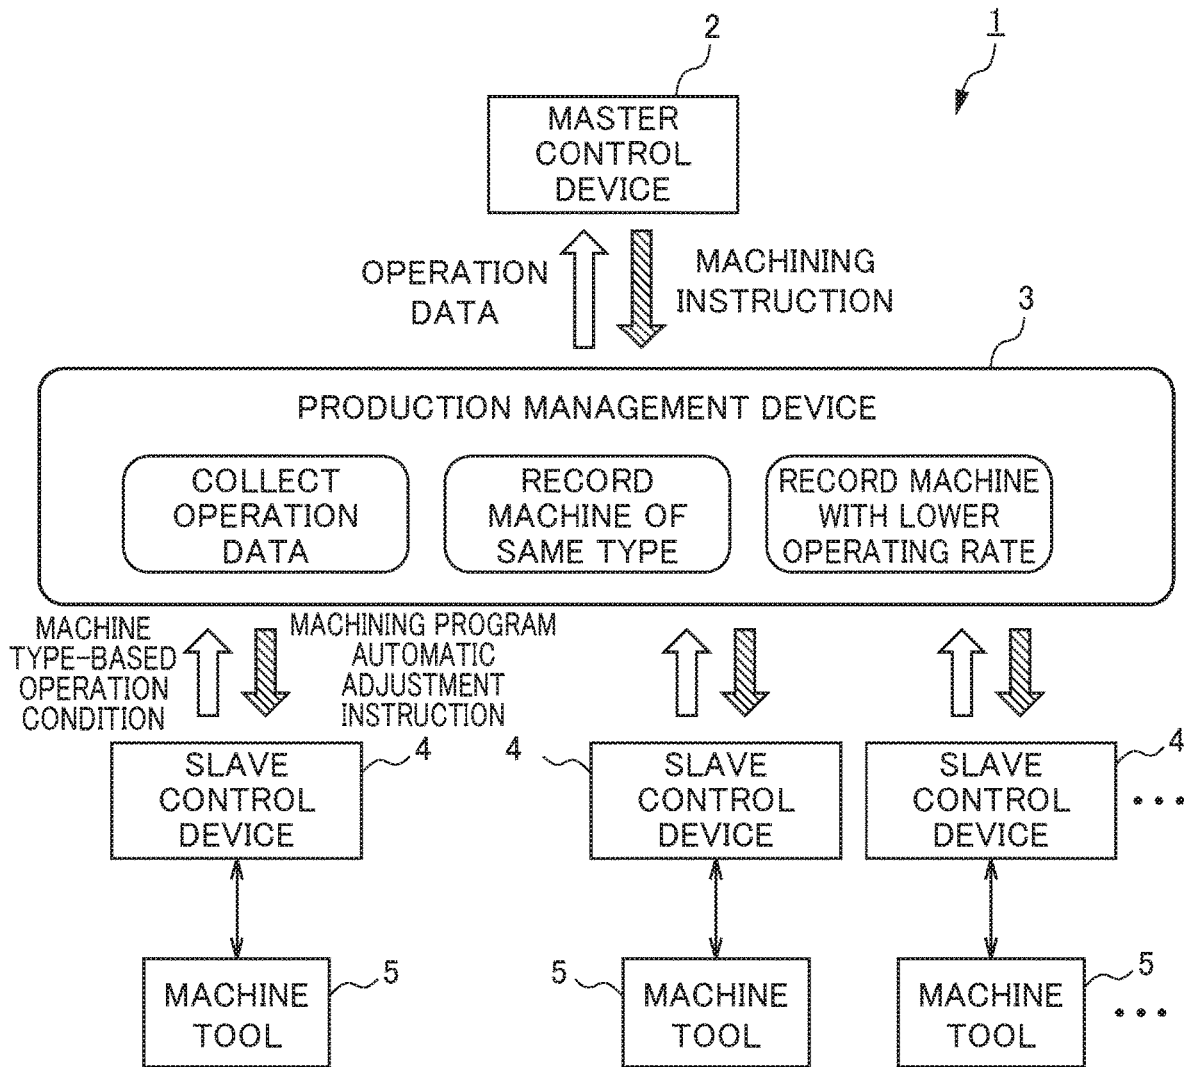 1
2
MASTER
CONTROL
DEVICE
OPERATION
DATA
MACHINING
INSTRUCTION
3
PRODUCTION MANAGEMENT DEVICE
COLLECT
OPERATION
DATA
RECORD
MACHINE OF
SAME TYPE
RECORD MACHINE
WITH LOWER
OPERATING RATE
MACHINE
TYPE-BASED
OPERATION
CONDITION
MACHINING PROGRAM
AUTOMATIC
ADJUSTMENT
INSTRUCTION
SLAVE
CONTROL
DEVICE
4
4
SLAVE
CONTROL
DEVICE
SLAVE
CONTROL
DEVICE
4
...
MACHINE
TOOL
5
5
MACHINE
TOOL
MACHINE
TOOL
5
...